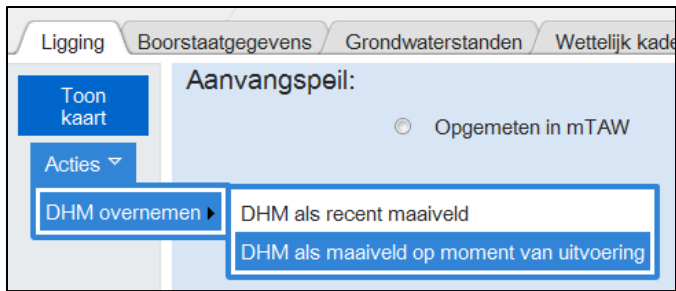 Ligging Boorstaatgegevens Grondwaterstanden Wettelijk kade
Toon
kaart
Aanvangspeil:
Opgemeten in mTAW
Acties
DHM overnemen
DHM als recent maaiveld
DHM als maaiveld op moment van uitvoering